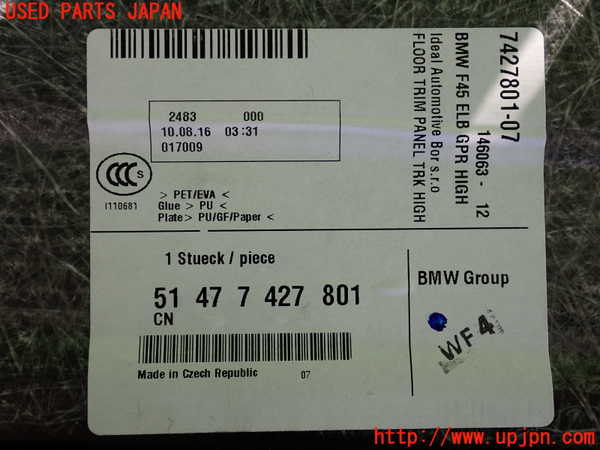 USED PARTS JAPAN
7427801-07
146063 - 12
BMW F45 ELB GPR HIGH
Ideal Automotive Bor s.r.o
FLOOR TRIM PANEL TRK HIGH
2483 000
10.08.16 03:31
017009
CCC S
I110681
> PET/EVA <
Glue > PU <
Plate> PU/GF/Paper <
1 Stueck / piece
51 47 7 427 801
CN
BMW Group
WF4
Made in Czech Republic 07
http://www.upjpn.com/